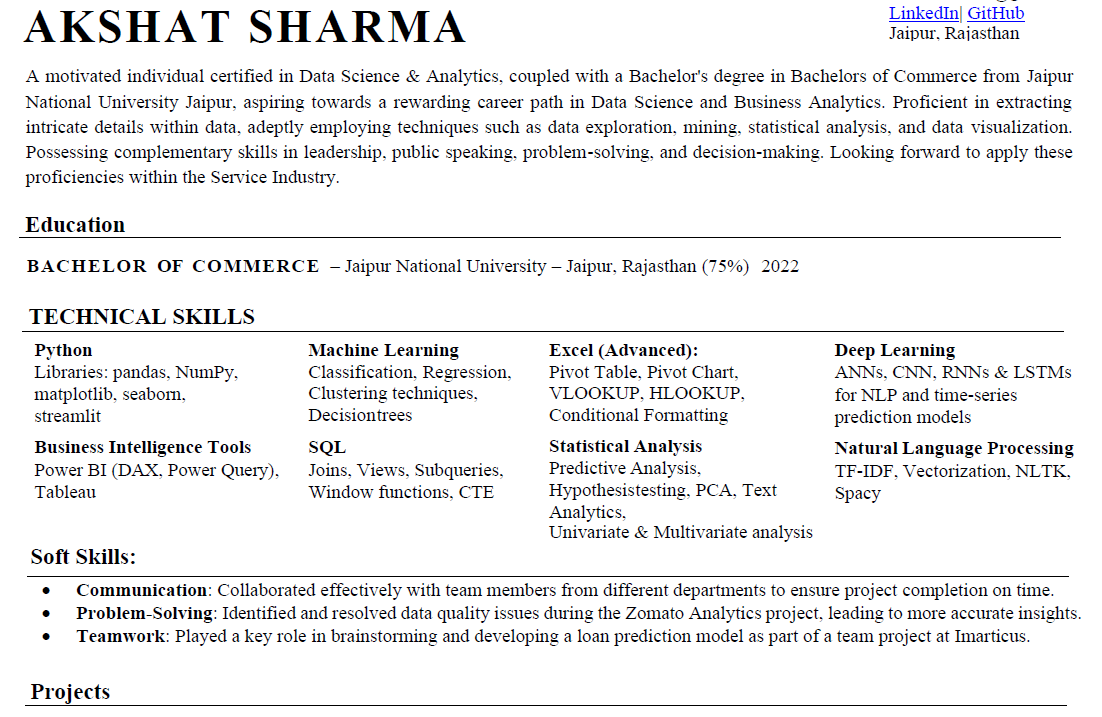 AKSHAT SHARMA
LinkedIn| GitHub
Jaipur, Rajasthan
A motivated individual certified in Data Science & Analytics, coupled with a Bachelor's degree in Bachelors of Commerce from Jaipur
National University Jaipur, aspiring towards a rewarding career path in Data Science and Business Analytics. Proficient in extracting
intricate details within data, adeptly employing techniques such as data exploration, mining, statistical analysis, and data visualization.
Possessing complementary skills in leadership, public speaking, problem-solving, and decision-making. Looking forward to apply these
proficiencies within the Service Industry.
Education
BACHELOR OF COMMERCE – Jaipur National University – Jaipur, Rajasthan (75%) 2022
TECHNICAL SKILLS
Python
Libraries: pandas, NumPy,
matplotlib, seaborn,
streamlit
Machine Learning
Classification, Regression,
Clustering techniques,
Decisiontrees
Excel (Advanced):
Pivot Table, Pivot Chart,
VLOOKUP, HLOOKUP,
Conditional Formatting
Deep Learning
ANNs, CNN, RNNs & LSTMs
for NLP and time-series
prediction models
Business Intelligence Tools
Power BI (DAX, Power Query),
Tableau
SQL
Joins, Views, Subqueries,
Window functions, CTE
Statistical Analysis
Predictive Analysis,
Hypothesistesting, PCA, Text
Analytics,
Univariate & Multivariate analysis
Natural Language Processing
TF-IDF, Vectorization, NLTK,
Spacy
Soft Skills:
• Communication: Collaborated effectively with team members from different departments to ensure project completion on time.
• Problem-Solving: Identified and resolved data quality issues during the Zomato Analytics project, leading to more accurate insights.
• Teamwork: Played a key role in brainstorming and developing a loan prediction model as part of a team project at Imarticus.
Projects